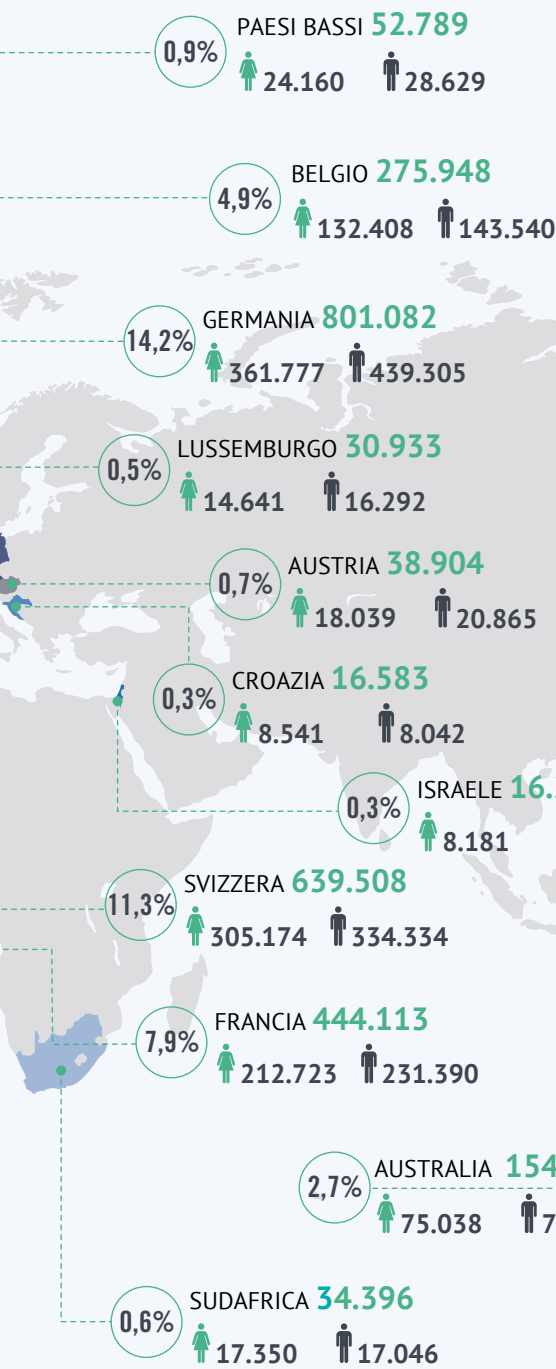 PAESI BASSI 52.789
0,9%
24.160 28.629
BELGIO 275.948
4,9%
132.408 143.540
GERMANIA 801.082
14,2%
361.777 439.305
LUSSEMBURGO 30.933
0,5%
14.641 16.292
AUSTRIA 38.904
0,7%
18.039 20.865
CROAZIA 16.583
0,3%
8.541 8.042
ISRAELE 16.
0,3%
8.181
SVIZZERA 639.508
11,3%
305.174 334.334
FRANCIA 444.113
7,9%
212.723 231.390
AUSTRALIA 154
2,7%
75.038 7
SUDAFRICA 34.396
0,6%
17.350 17.046